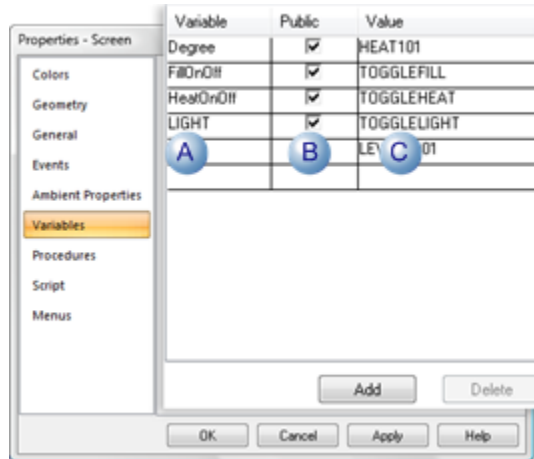 Properties - Screen
Variable Public Value
Degree HEAT101
FillOnOff TOGGLEFILL
HeatOnOff TOGGLEHEAT
LIGHT TOGGLELIGHT
A B C
01
Colors
Geometry
General
Events
Ambient Properties
Variables
Procedures
Script
Menus
Add Delete
OK Cancel Apply Help